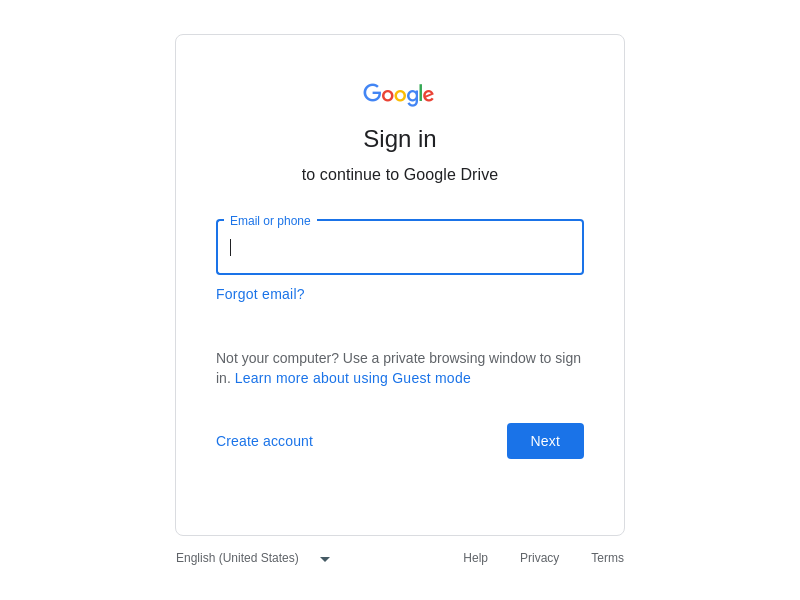 Google
Sign in
to continue to Google Drive
Email or phone
Forgot email?
Not your computer? Use a private browsing window to sign
in. Learn more about using Guest mode
Create account
Next
English (United States)
Help
Privacy
Terms